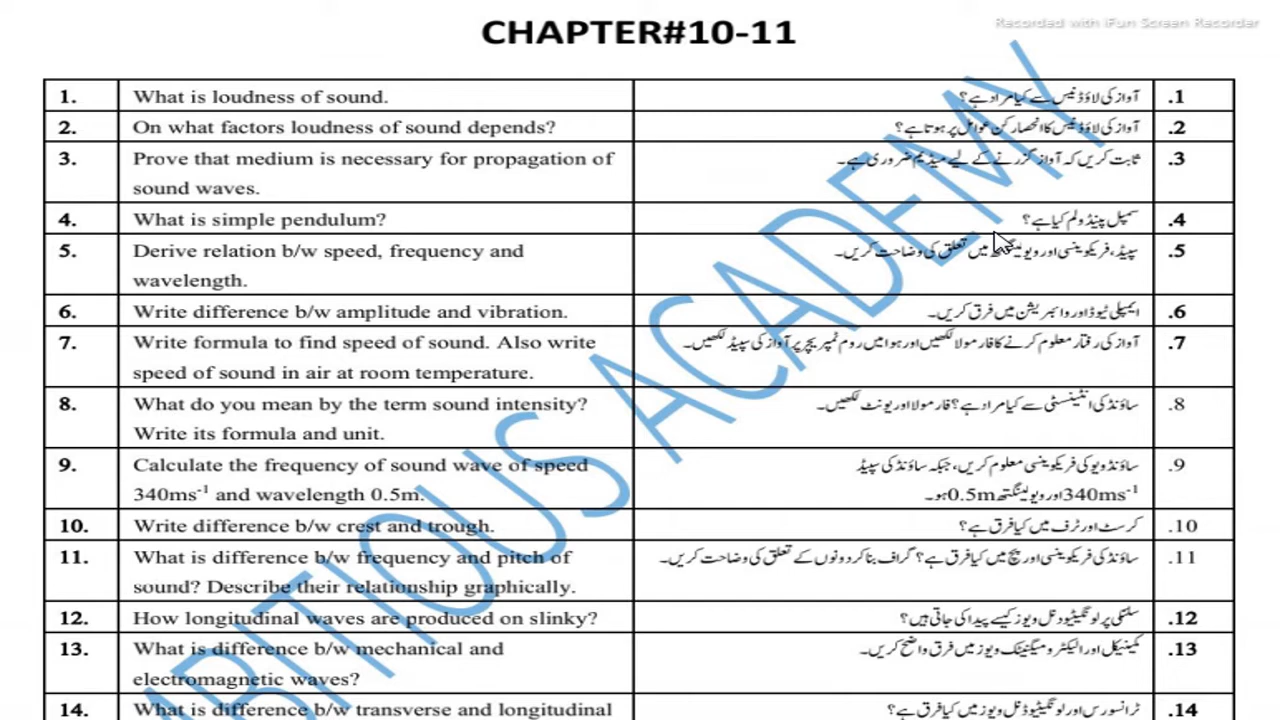 Recorded with iFun Screen Recorder
CHAPTER#10-11
1. What is loudness of sound. آواز کی لاؤڈنیس سے کیا مراد ہے؟ .1
2. On what factors loudness of sound depends? آواز کی لاؤڈنیس کا انحصار کن عوامل پر ہوتا ہے؟ .2
3. Prove that medium is necessary for propagation of ثابت کریں کہ آواز گزرنے کے لیے میڈیم ضروری ہے۔ .3
sound waves.
4. What is simple pendulum? سمپل پینڈولم کیا ہے؟ .4
5. Derive relation b/w speed, frequency and سپیڈ، فریکوئنسی اور ویولینگتھ میں تعلق کی وضاحت کریں۔ .5
wavelength.
6. Write difference b/w amplitude and vibration. ایمپلی ٹیوڈ اور وائبریشن میں فرق کریں۔ .6
7. Write formula to find speed of sound. Also write آواز کی رفتار معلوم کرنے کا فارمولا لکھیں اور ہوا میں روم ٹمپریچر پر آواز کی سپیڈ لکھیں۔ .7
speed of sound in air at room temperature.
8. What do you mean by the term sound intensity? ساؤنڈ کی انٹینسٹی سے کیا مراد ہے؟ فارمولا اور یونٹ لکھیں۔ .8
Write its formula and unit.
9. Calculate the frequency of sound wave of speed ساؤنڈ ویو کی فریکوئنسی معلوم کریں، جبکہ ساؤنڈ کی سپیڈ .9
340ms⁻¹ and wavelength 0.5m. 340ms⁻¹ اور ویولینگتھ 0.5m ہو۔
10. Write difference b/w crest and trough. کرسٹ اور ٹرف میں کیا فرق ہے؟ .10
11. What is difference b/w frequency and pitch of ساؤنڈ کی فریکوئنسی اور پچ میں کیا فرق ہے؟ گراف بنا کر دونوں کے تعلق کی وضاحت کریں۔ .11
sound? Describe their relationship graphically.
12. How longitudinal waves are produced on slinky? سلنکی پر لونگیٹیوڈنل ویوز کیسے پیدا کی جاتی ہیں؟ .12
13. What is difference b/w mechanical and مکینیکل اور الیکٹرومیگنیٹک ویوز میں فرق واضح کریں۔ .13
electromagnetic waves?
14. What is difference b/w transverse and longitudinal ٹرانسورس اور لونگیٹیوڈنل ویوز میں کیا فرق ہے؟ .14
MBITIOUS ACADEMY